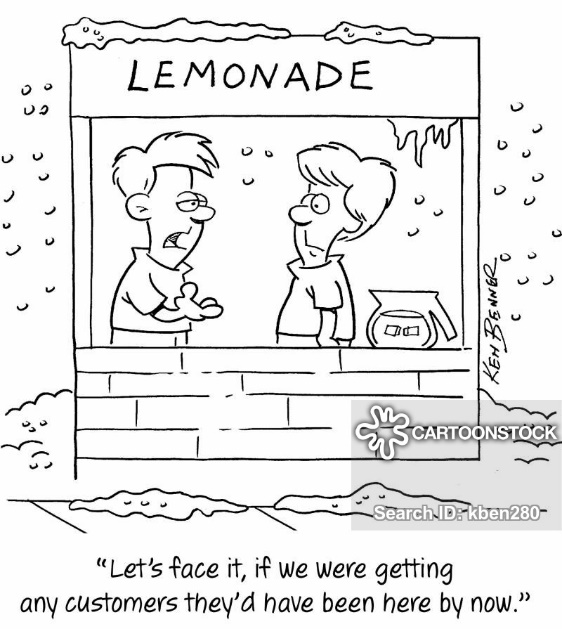 LEMONADE
KEN BENNER
CARTOONSTOCK
Search ID: kben280
“Let's face it, if we were getting
any customers they'd have been here by now.”